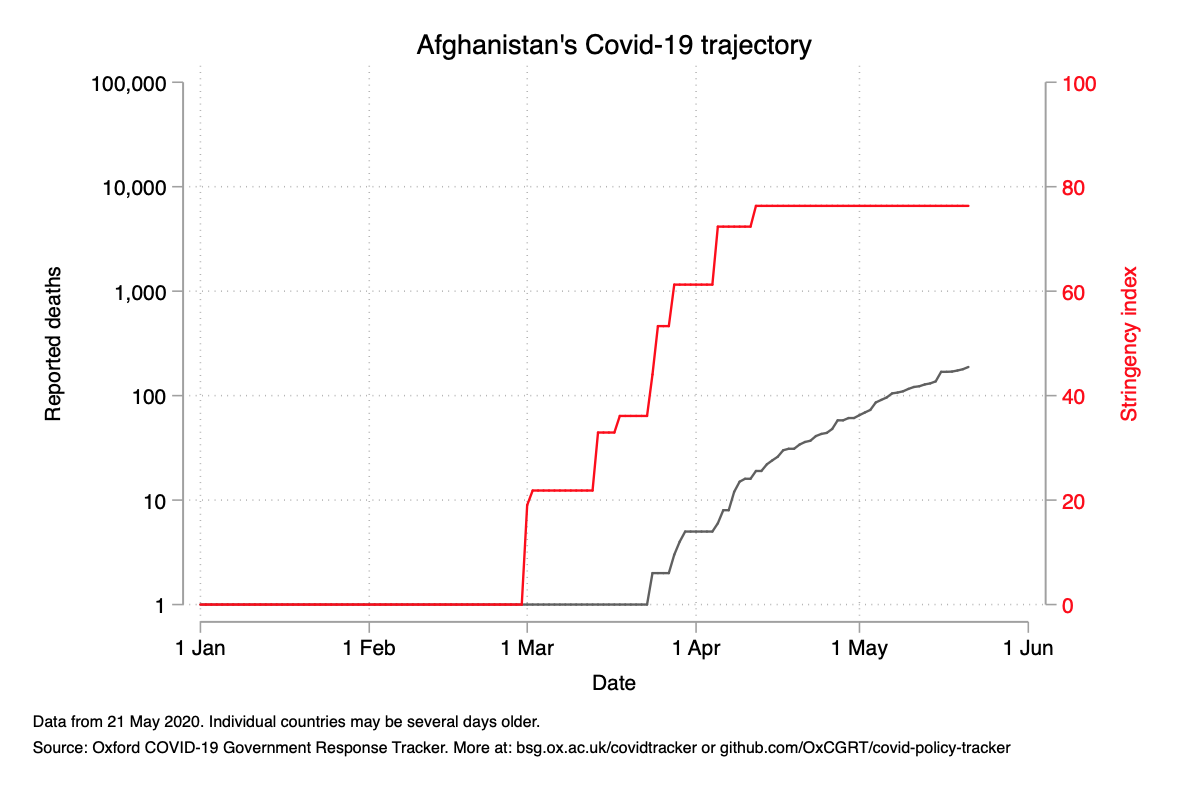 Afghanistan's Covid-19 trajectory
100,000
10,000
1,000
100
10
1
Reported deaths
100
80
60
40
20
0
Stringency index
1 Jan 1 Feb 1 Mar 1 Apr 1 May 1 Jun
Date
Data from 21 May 2020. Individual countries may be several days older.
Source: Oxford COVID-19 Government Response Tracker. More at: bsg.ox.ac.uk/covidtracker or github.com/OxCGRT/covid-policy-tracker